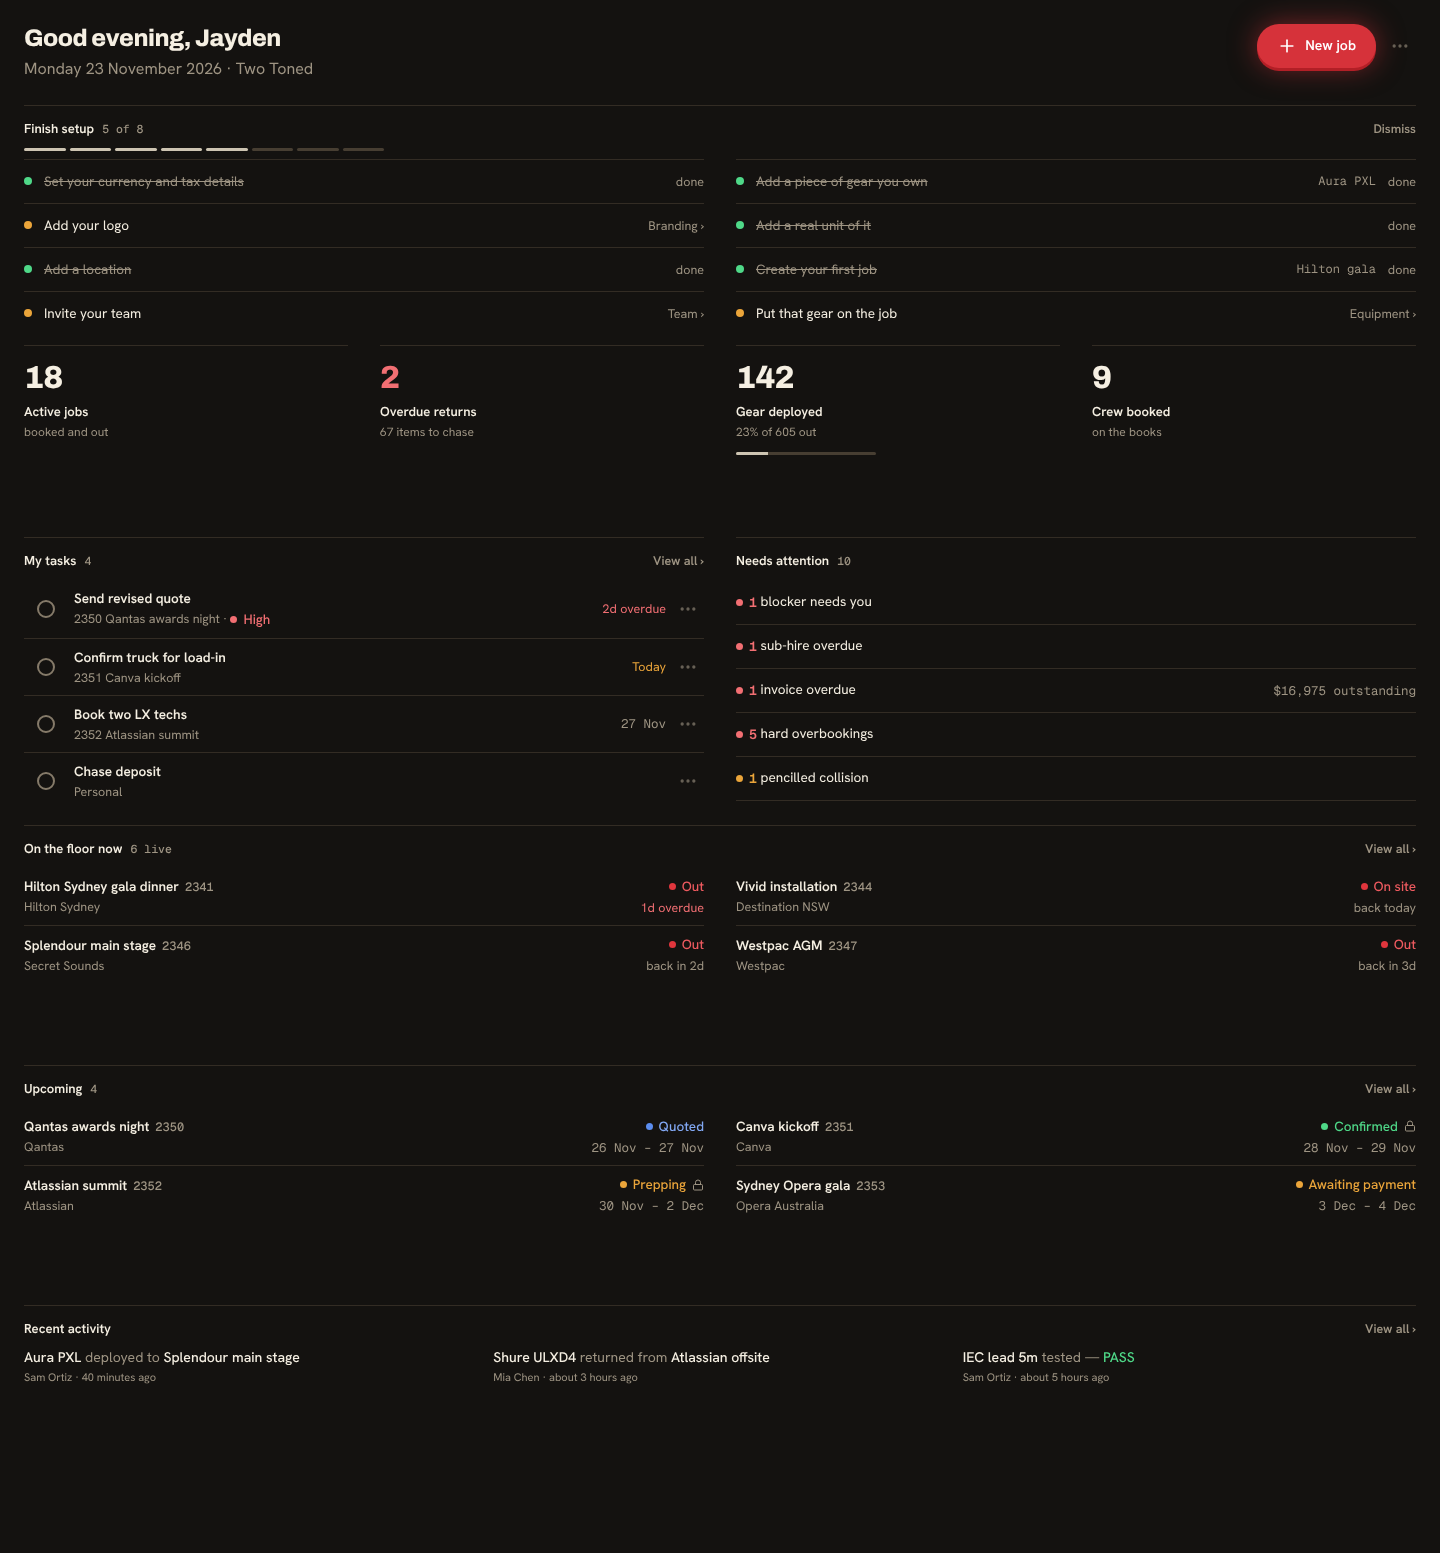 Good evening, Jayden
Monday 23 November 2026 · Two Toned
New job
Finish setup 5 of 8
Dismiss
Set your currency and tax details done
Add your logo Branding ›
Add a location done
Invite your team Team ›
Add a piece of gear you own Aura PXL done
Add a real unit of it done
Create your first job Hilton gala done
Put that gear on the job Equipment ›
18
Active jobs
booked and out
2
Overdue returns
67 items to chase
142
Gear deployed
23% of 605 out
9
Crew booked
on the books
My tasks 4 View all ›
Send revised quote
2350 Qantas awards night · High
2d overdue
Confirm truck for load-in
2351 Canva kickoff
Today
Book two LX techs
2352 Atlassian summit
27 Nov
Chase deposit
Personal
Needs attention 10
1 blocker needs you
1 sub-hire overdue
1 invoice overdue $16,975 outstanding
5 hard overbookings
1 pencilled collision
On the floor now 6 live View all ›
Hilton Sydney gala dinner 2341 Out
Hilton Sydney 1d overdue
Vivid installation 2344 On site
Destination NSW back today
Splendour main stage 2346 Out
Secret Sounds back in 2d
Westpac AGM 2347 Out
Westpac back in 3d
Upcoming 4 View all ›
Qantas awards night 2350 Quoted
Qantas 26 Nov – 27 Nov
Canva kickoff 2351 Confirmed
Canva 28 Nov – 29 Nov
Atlassian summit 2352 Prepping
Atlassian 30 Nov – 2 Dec
Sydney Opera gala 2353 Awaiting payment
Opera Australia 3 Dec – 4 Dec
Recent activity View all ›
Aura PXL deployed to Splendour main stage
Sam Ortiz · 40 minutes ago
Shure ULXD4 returned from Atlassian offsite
Mia Chen · about 3 hours ago
IEC lead 5m tested — PASS
Sam Ortiz · about 5 hours ago